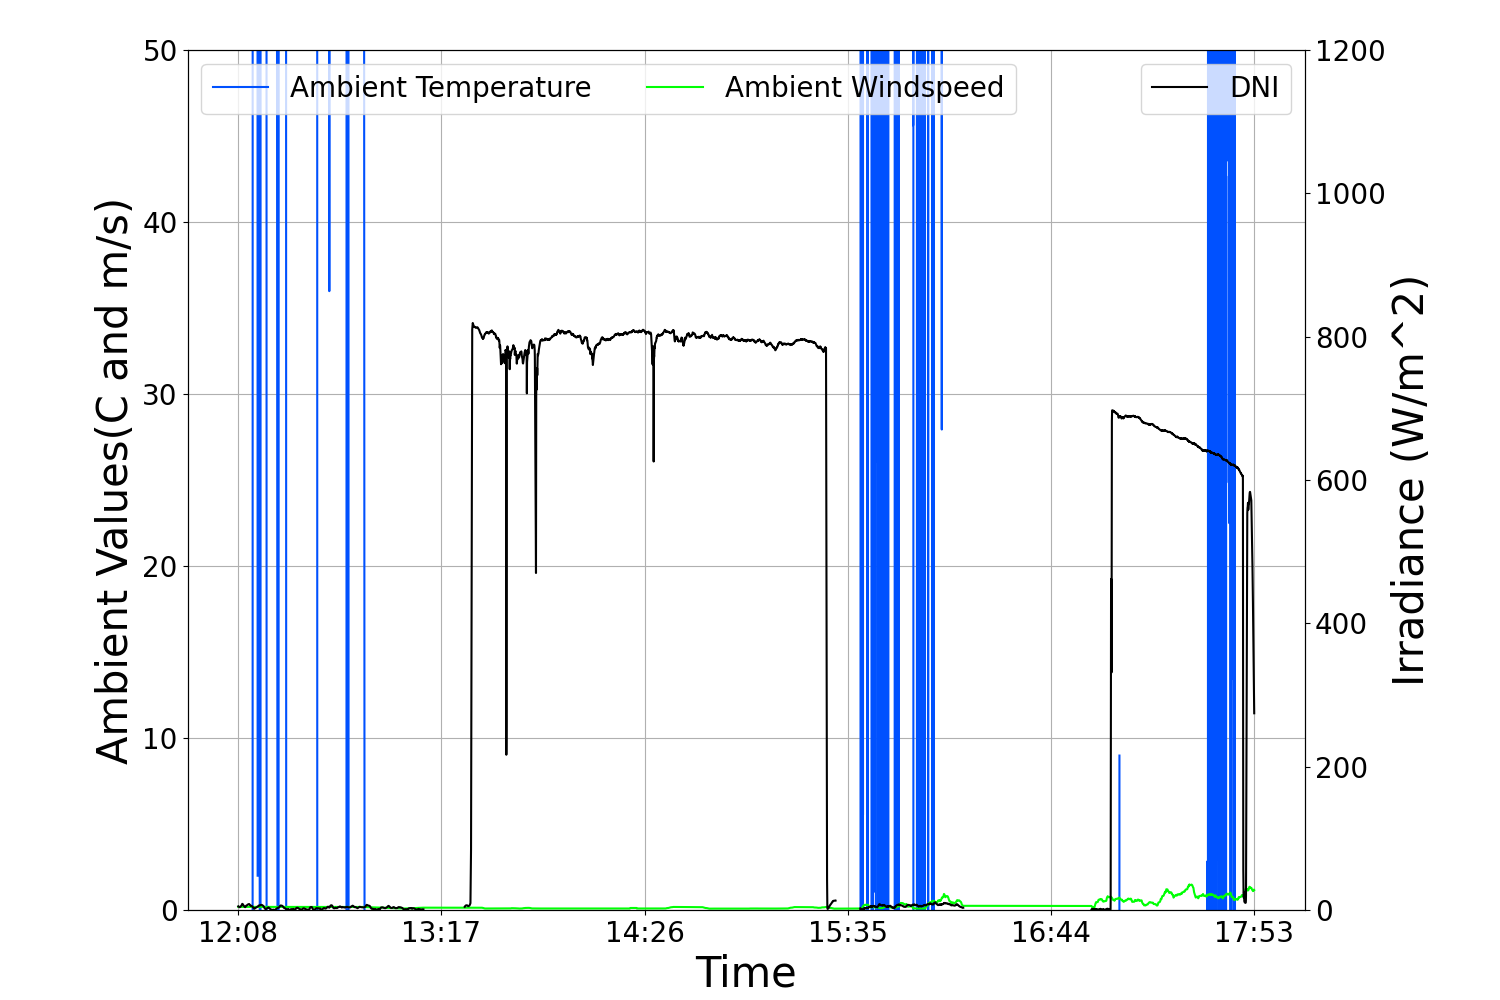 Ambient Temperature Ambient Windspeed DNI
Ambient Values(C and m/s)
50
40
30
20
10
0
1200
1000
800
600
400
200
0
Irradiance (W/m^2)
12:08 13:17 14:26 15:35 16:44 17:53
Time